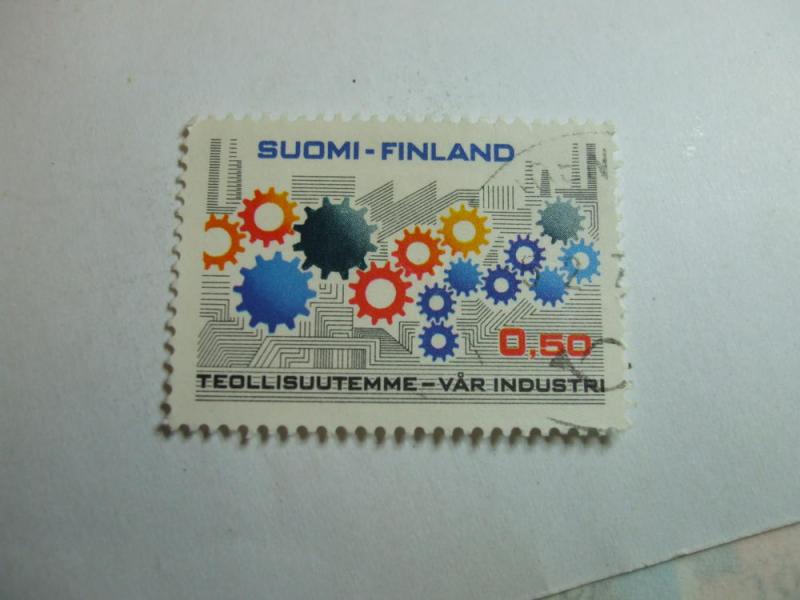 SUOMI-FINLAND
0,50
TEOLLISUUTEMME-VÅR INDUSTRI